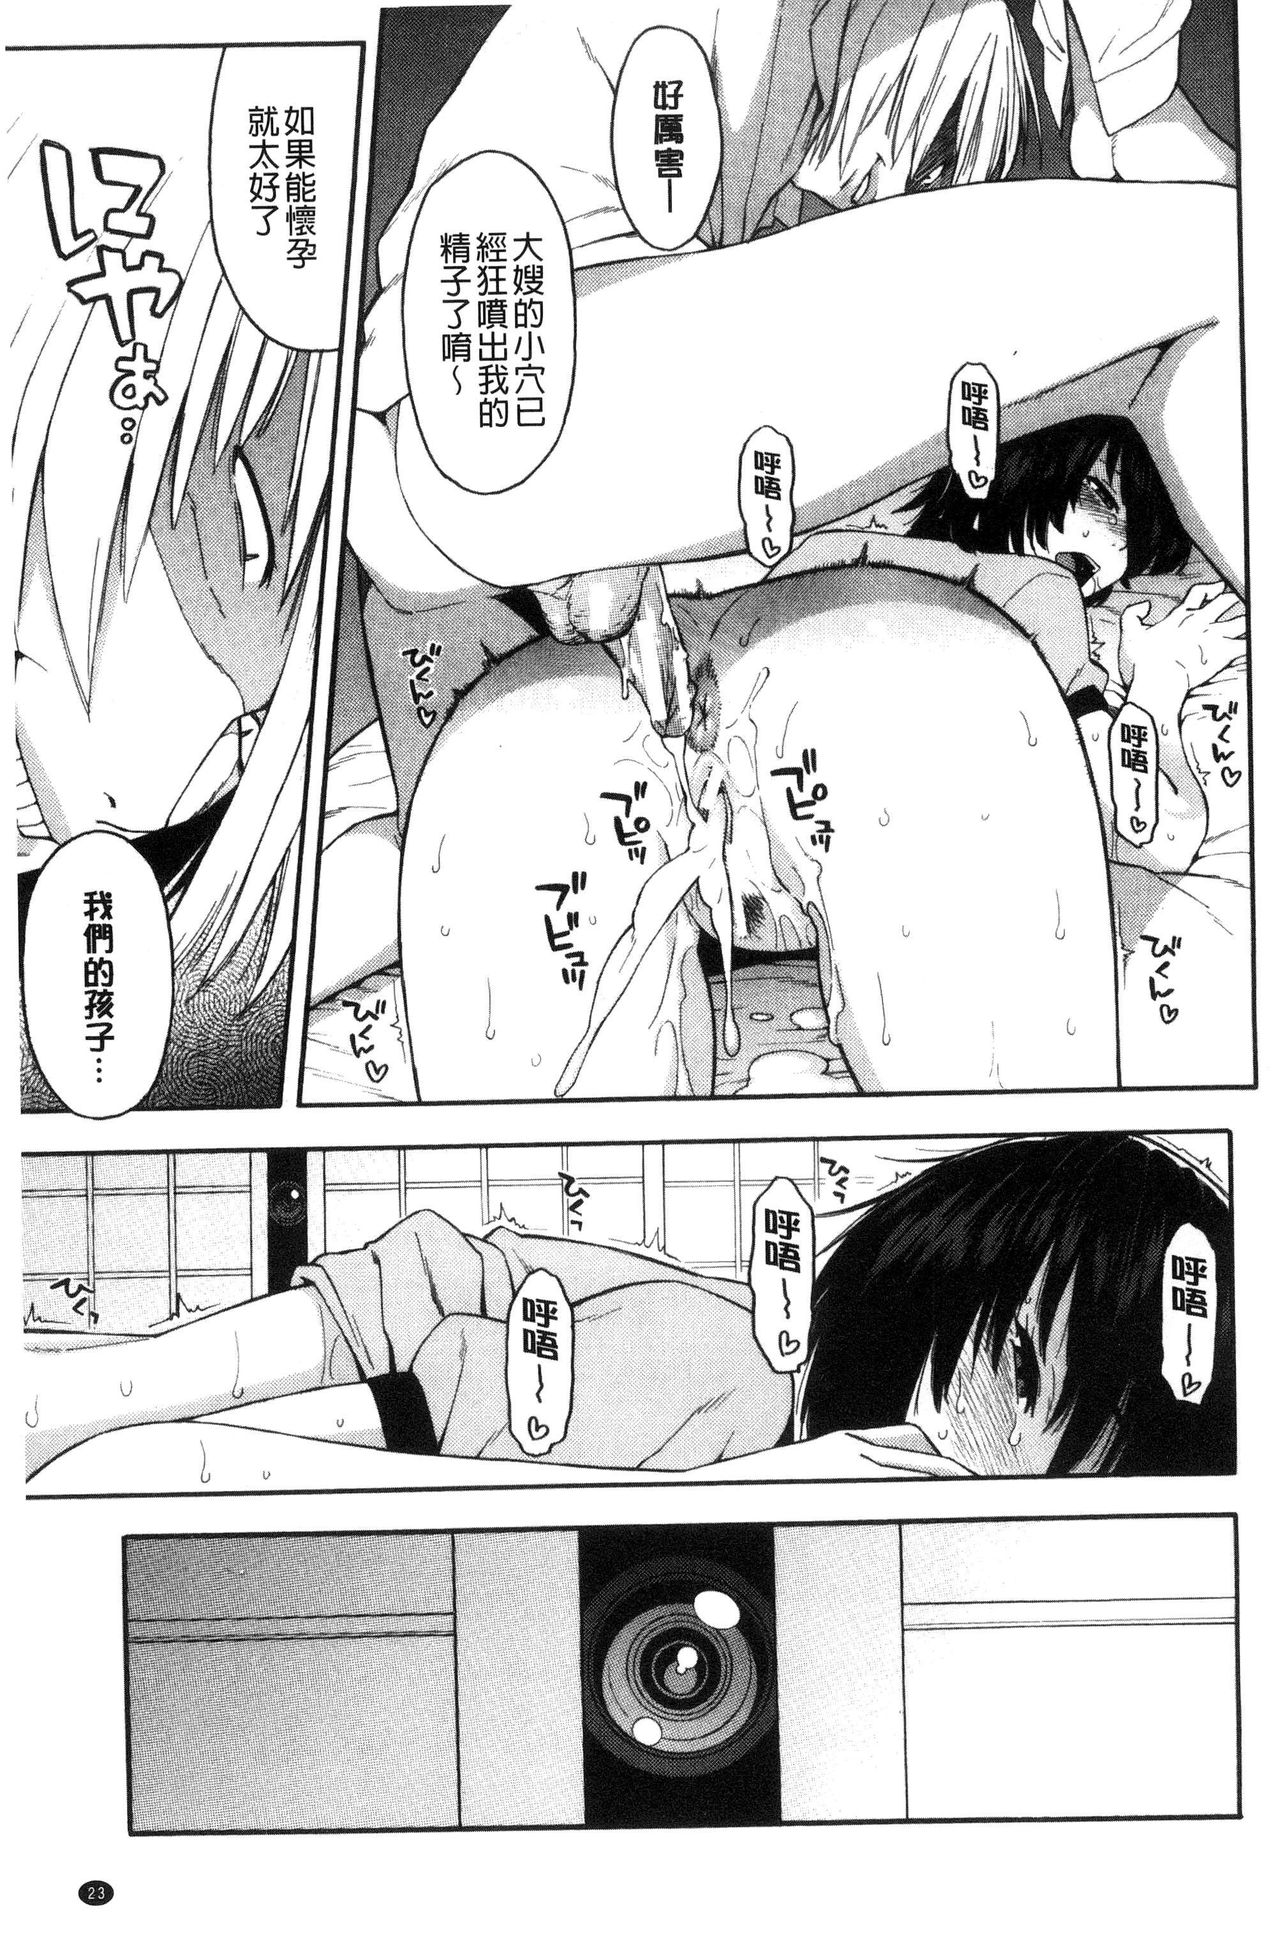 好厲害—
大嫂的小穴已
經狂噴出我的
精子了唷～
呼唔～♡
呼唔～♡
呼唔～♡
びくん♡
びくん♡
びくん♡
びくん♡
ブピュッ
ブピッ
ブビュッ
如果能懷孕
就太好了
にやぁ…
我們的孩子…
呼唔～♡
呼唔～♡
呼唔～♡
びくっ
びくっ
びくっ
23